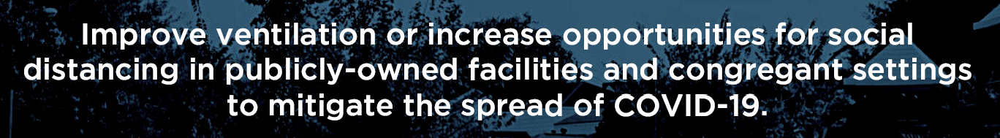 Improve ventilation or increase opportunities for social
distancing in publicly-owned facilities and congregant settings
to mitigate the spread of COVID-19.